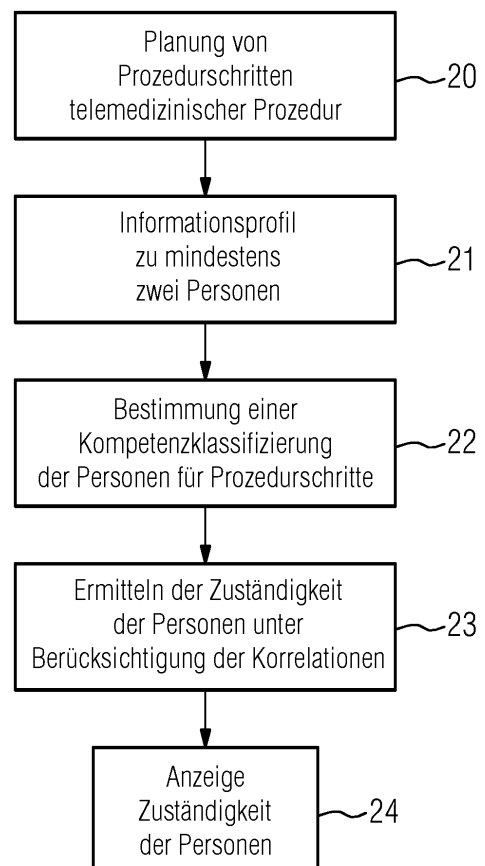 Planung von
Prozedurschritten
telemedizinischer Prozedur
20
Informationsprofil
zu mindestens
zwei Personen
21
Bestimmung einer
Kompetenzklassifizierung
der Personen für Prozedurschritte
22
Ermitteln der Zuständigkeit
der Personen unter
Berücksichtigung der Korrelationen
23
Anzeige
Zuständigkeit
der Personen
24